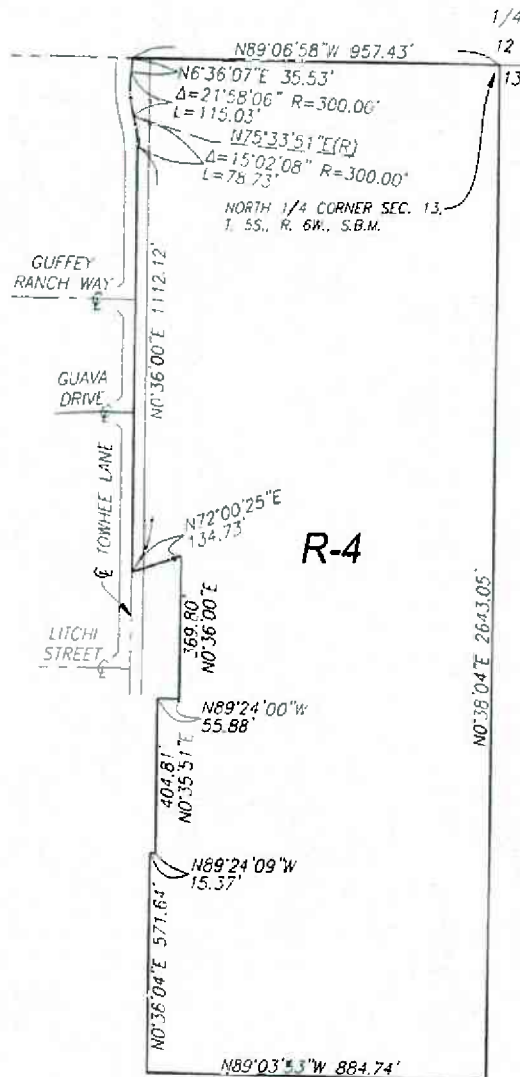 1/4
12
13
N89°06'58"W 957.43'
N6°36'07"E 35.53'
Δ=21°58'06" R=300.00'
L=115.03'
N75°33'51"E(R)
Δ=15°02'08" R=300.00'
L=78.73'
NORTH 1/4 CORNER SEC. 13,
T. 5S., R. 6W., S.B.M.
GUFFEY
RANCH WAY
℄
N0°36'00"E 1112.12'
GUAVA
DRIVE
℄
℄ TOWHEE LANE
N72°00'25"E
134.73'
R-4
369.80'
N0°36'00"E
LITCHI
STREET
℄
N0°38'04"E 2643.05'
N89°24'00"W
55.88'
404.81'
N0°35'51"E
N89°24'09"W
15.37'
N0°36'04"E 571.64'
N89°03'53"W 884.74'